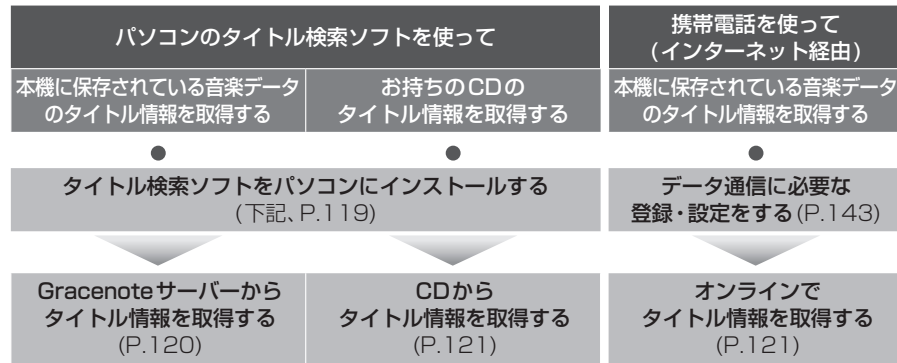 パソコンのタイトル検索ソフトを使って
携帯電話を使って
(インターネット経由)
本機に保存されている音楽データ
のタイトル情報を取得する
お持ちのCDの
タイトル情報を取得する
本機に保存されている音楽データ
のタイトル情報を取得する
タイトル検索ソフトをパソコンにインストールする
(下記、P.119)
データ通信に必要な
登録・設定をする(P.143)
Gracenoteサーバーから
タイトル情報を取得する
(P.120)
CDから
タイトル情報を取得する
(P.121)
オンラインで
タイトル情報を取得する
(P.121)